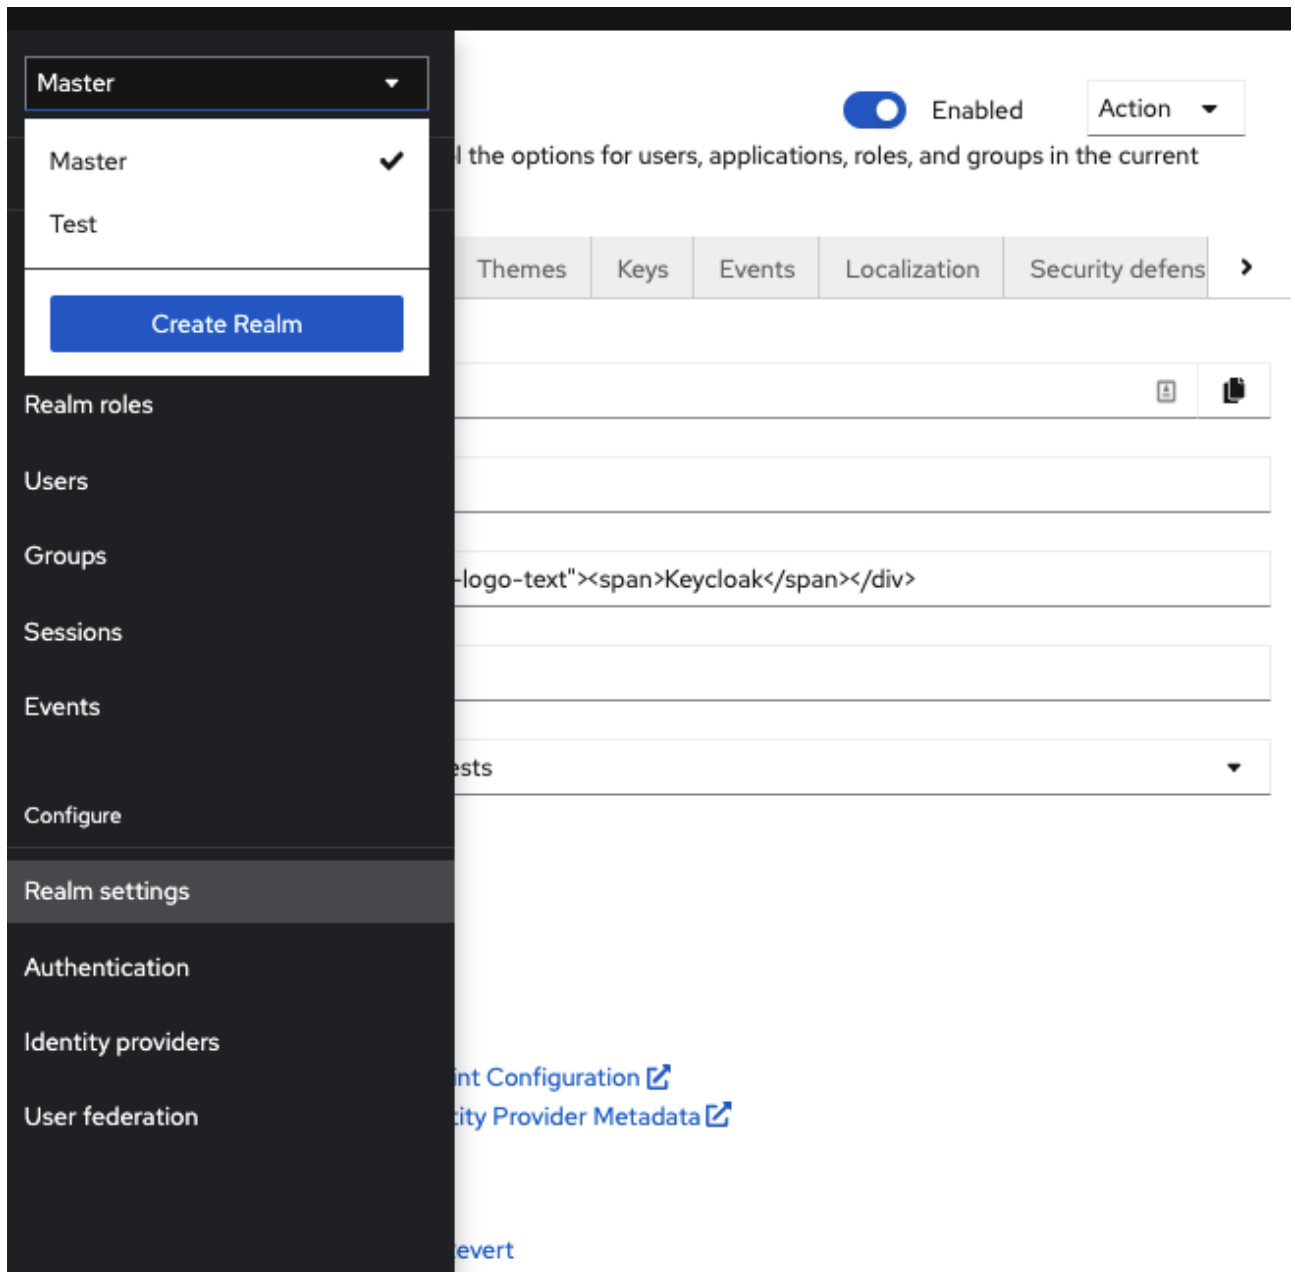 Master
Master
Test
Create Realm
Realm roles
Users
Groups
Sessions
Events
Configure
Realm settings
Authentication
Identity providers
User federation
Enabled
Action
the options for users, applications, roles, and groups in the current
Themes
Keys
Events
Localization
Security defens
-logo-text"><span>Keycloak</span></div>
ests
int Configuration
tity Provider Metadata
evert